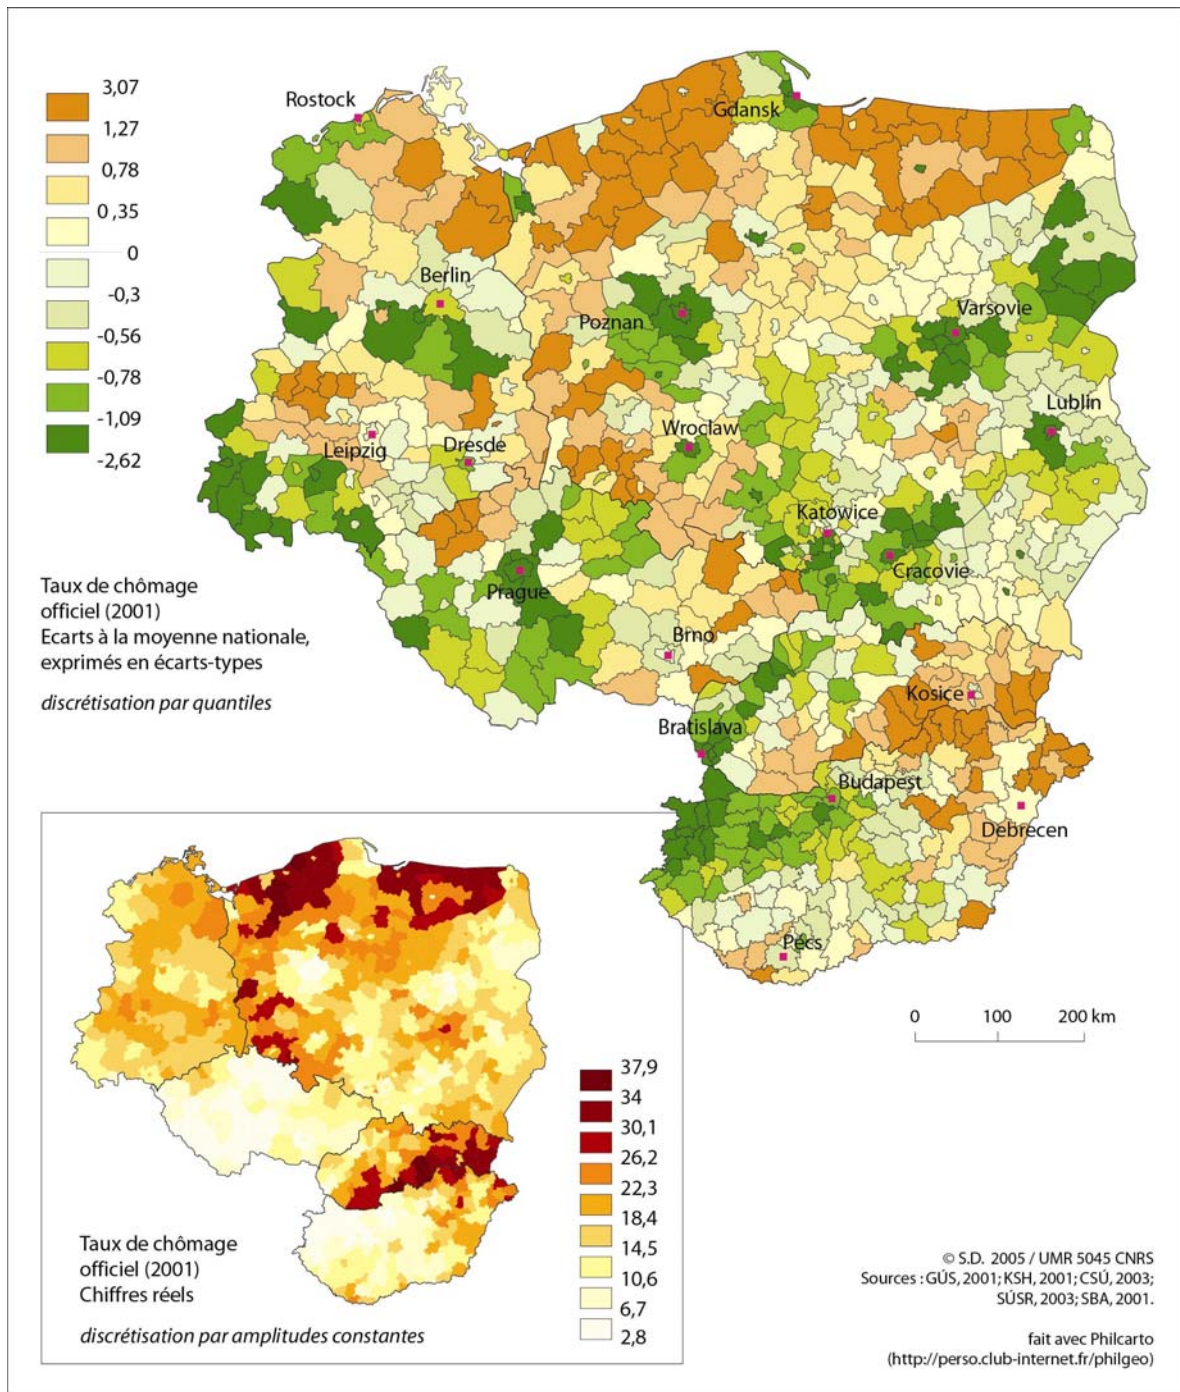 3,07
1,27
0,78
0,35
0
-0,3
-0,56
-0,78
-1,09
-2,62
Rostock
Gdansk
Berlin
Poznan
Varsovie
Lublin
Leipzig
Dresde
Wroclaw
Katowice
Cracovie
Prague
Brno
Kosice
Bratislava
Budapest
Debrecen
Pécs
Taux de chômage
officiel (2001)
Ecarts à la moyenne nationale,
exprimés en écarts-types
discrétisation par quantiles
0 100 200 km
37,9
34
30,1
26,2
22,3
18,4
14,5
10,6
6,7
2,8
Taux de chômage
officiel (2001)
Chiffres réels
discrétisation par amplitudes constantes
© S.D. 2005 / UMR 5045 CNRS
Sources : GÚS, 2001; KSH, 2001; CSÚ, 2003;
SÚSR, 2003; SBA, 2001.
fait avec Philcarto
(http://perso.club-internet.fr/philgeo)